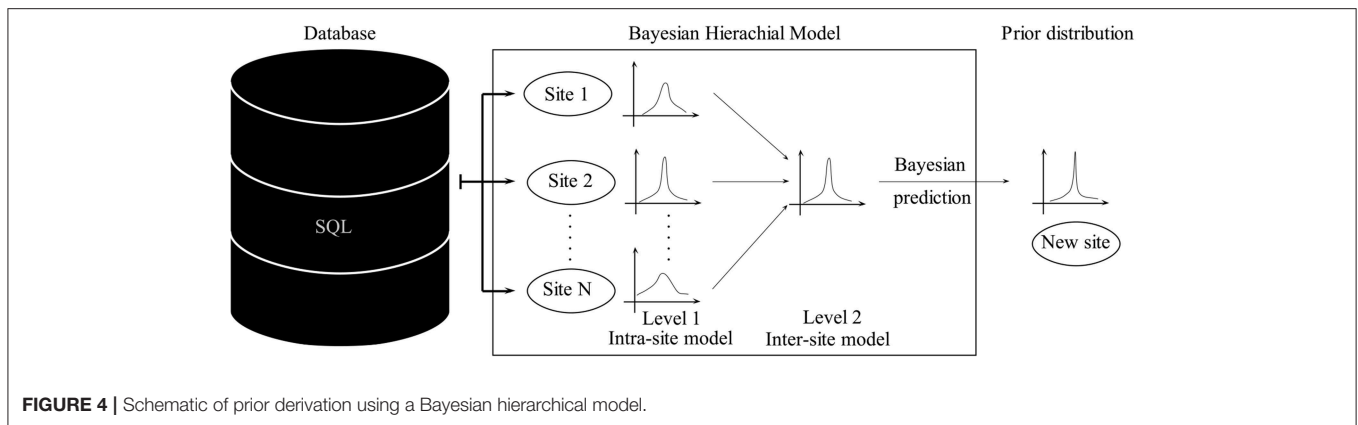 Database
Bayesian Hierachial Model
Prior distribution
Site 1
Site 2
SQL
Bayesian
prediction
New site
Site N
Level 1
Intra-site model
Level 2
Inter-site model
FIGURE 4 | Schematic of prior derivation using a Bayesian hierarchical model.